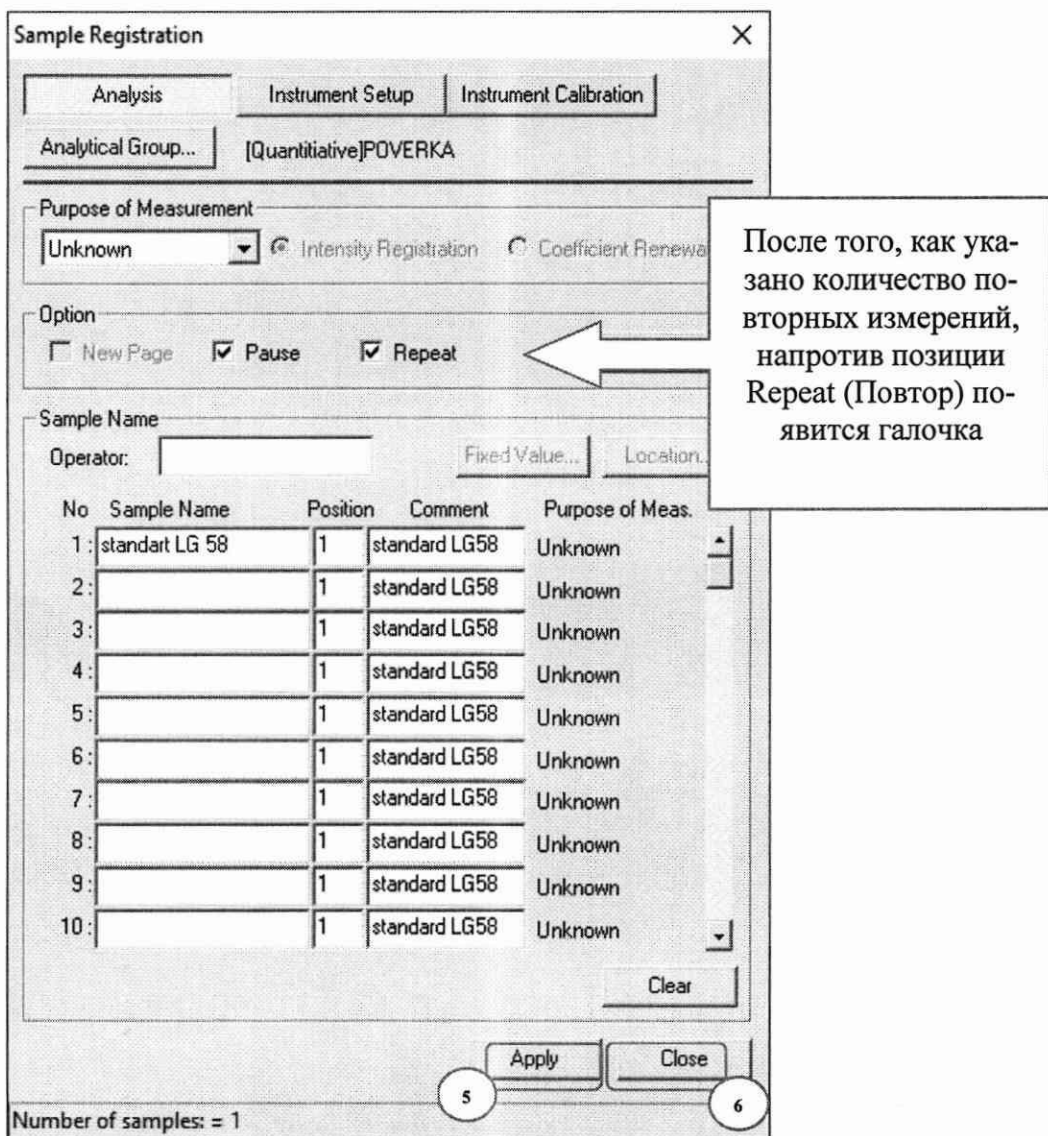 Sample Registration
Analysis Instrument Setup Instrument Calibration
Analytical Group... [Quantitiative]POVERKA
Purpose of Measurement
Unknown Intensity Registration Coefficient Renewa
Option
New Page Pause Repeat
После того, как ука-
зано количество по-
вторных измерений,
напротив позиции
Repeat (Повтор) по-
явится галочка
Sample Name
Operator: Fixed Value... Location..
No Sample Name Position Comment Purpose of Meas.
1: standart LG 58 1 standard LG58 Unknown
2: 1 standard LG58 Unknown
3: 1 standard LG58 Unknown
4: 1 standard LG58 Unknown
5: 1 standard LG58 Unknown
6: 1 standard LG58 Unknown
7: 1 standard LG58 Unknown
8: 1 standard LG58 Unknown
9: 1 standard LG58 Unknown
10: 1 standard LG58 Unknown
Clear
Apply Close
5 6
Number of samples: = 1